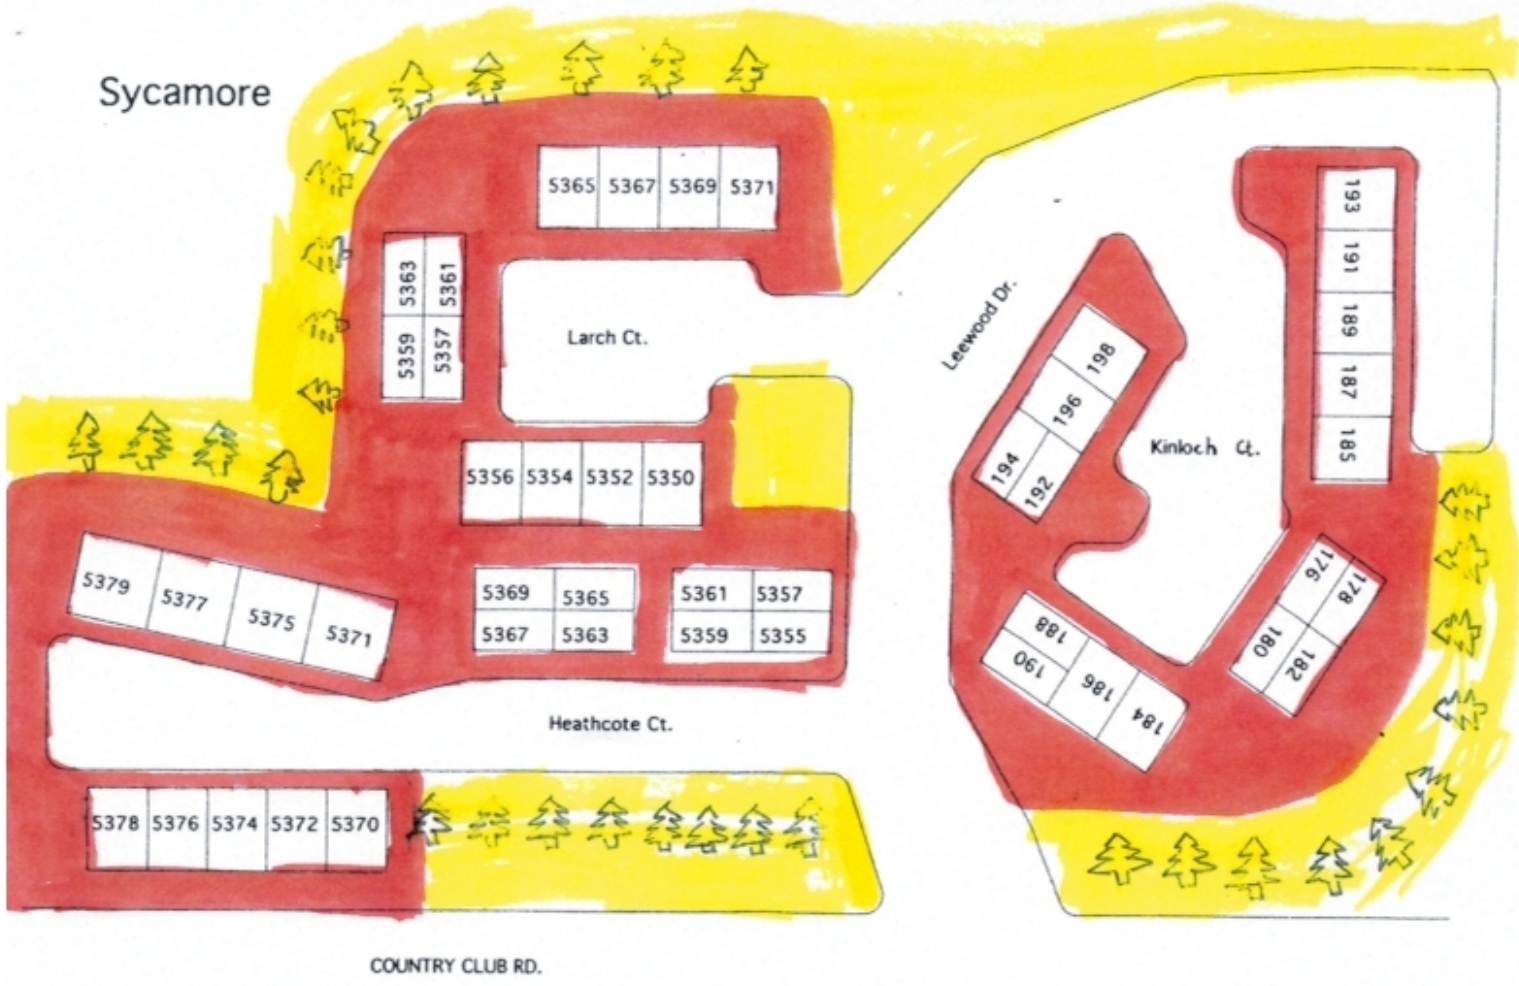 Sycamore
5365 5367 5369 5371
5363 5361
5359 5357
Larch Ct.
5356 5354 5352 5350
5379 5377 5375 5371
5369 5365
5367 5363
5361 5357
5359 5355
Heathcote Ct.
5378 5376 5374 5372 5370
COUNTRY CLUB RD.
Leewood Dr.
198
196
194
192
Kinloch Ct.
193
191
189
187
185
176
178
180
182
188
190
186
184